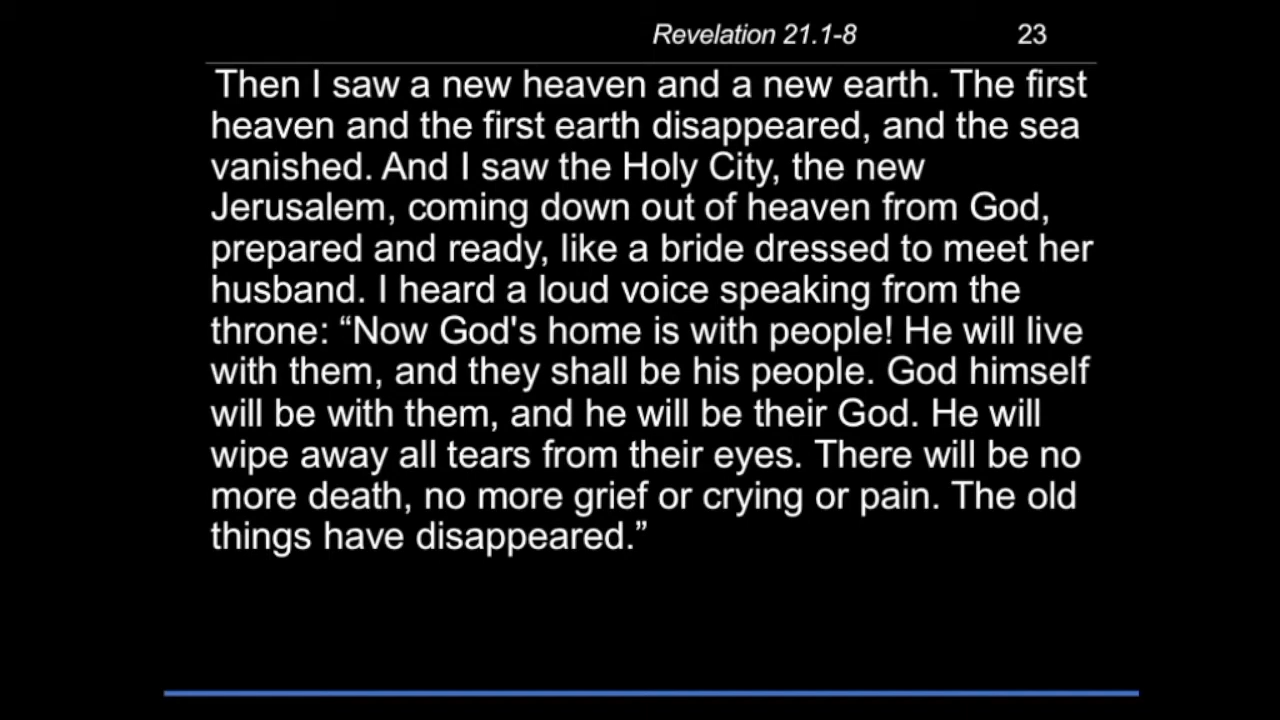 Revelation 21.1-8 23
Then I saw a new heaven and a new earth. The first
heaven and the first earth disappeared, and the sea
vanished. And I saw the Holy City, the new
Jerusalem, coming down out of heaven from God,
prepared and ready, like a bride dressed to meet her
husband. I heard a loud voice speaking from the
throne: “Now God's home is with people! He will live
with them, and they shall be his people. God himself
will be with them, and he will be their God. He will
wipe away all tears from their eyes. There will be no
more death, no more grief or crying or pain. The old
things have disappeared.”